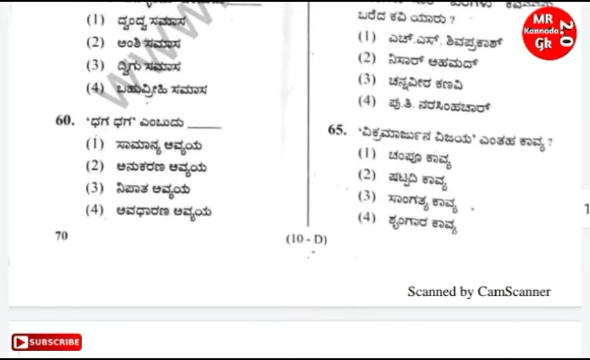 (1) ದ್ವಂದ್ವ ಸಮಾಸ
(2) ಅಂಶಿ ಸಮಾಸ
(3) ದ್ವಿಗು ಸಮಾಸ
(4) ಬಹುವ್ರೀಹಿ ಸಮಾಸ
60. ‘ಧಗ ಧಗ’ ಎಂಬುದು ______
(1) ಸಾಮಾನ್ಯ ಅವ್ಯಯ
(2) ಅನುಕರಣ ಅವ್ಯಯ
(3) ನಿಪಾತ ಅವ್ಯಯ
(4) ಅವಧಾರಣ ಅವ್ಯಯ
70
(10 - D)
ಬರೆದ ಕವಿ ಯಾರು ?
(1) ಎಚ್.ಎಸ್. ಶಿವಪ್ರಕಾಶ್
(2) ನಿಸಾರ್ ಅಹಮದ್
(3) ಚನ್ನವೀರ ಕಣವಿ
(4) ಪು.ತಿ. ನರಸಿಂಹಚಾರ್
65. ‘ವಿಕ್ರಮಾರ್ಜುನ ವಿಜಯ’ ಎಂತಹ ಕಾವ್ಯ ?
(1) ಚಂಪೂ ಕಾವ್ಯ
(2) ಷಟ್ಪದಿ ಕಾವ್ಯ
(3) ಸಾಂಗತ್ಯ ಕಾವ್ಯ
(4) ಶೃಂಗಾರ ಕಾವ್ಯ
MR
Kannada
Gk
2.0
Scanned by CamScanner
SUBSCRIBE